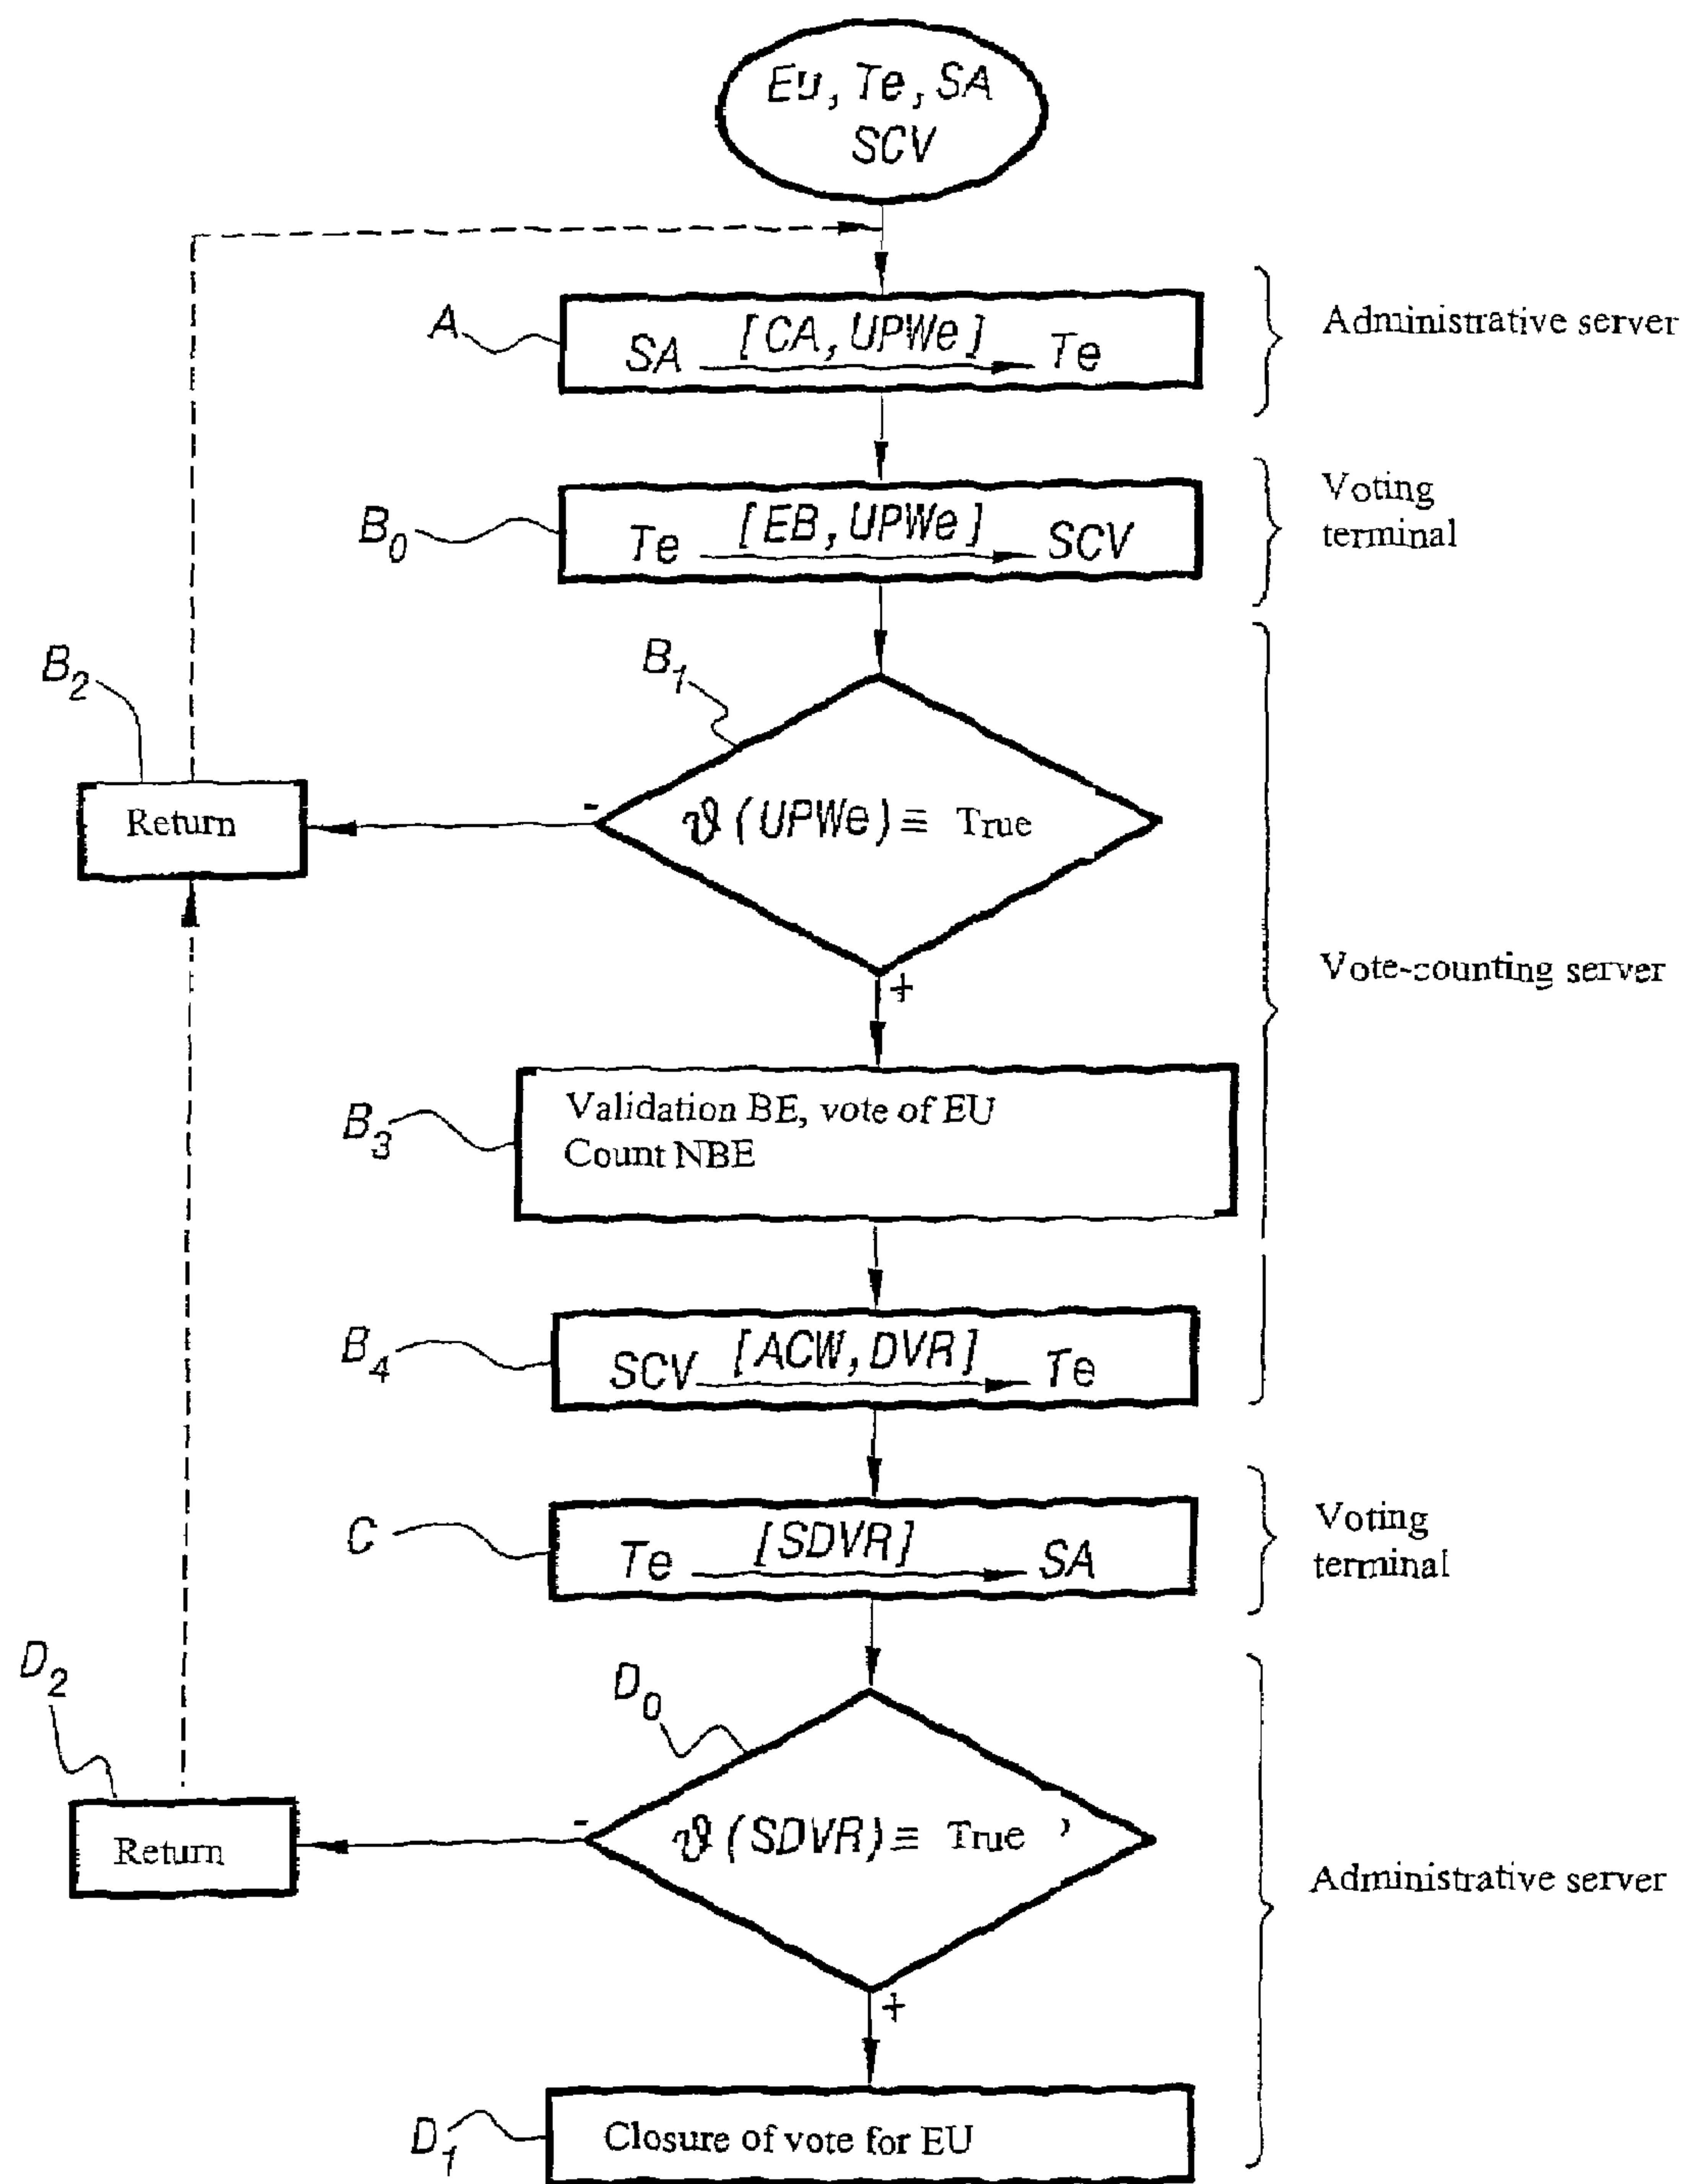 Eu, Te, SA
SCV
A
SA [CA, UPWe] Te
Administrative server
B0
Te [EB, UPWe] SCV
Voting
terminal
B2
Return
B1
-
ϑ (UPWe) ≡ True
+
Vote-counting server
B3
Validation BE, vote of EU
Count NBE
B4
SCV [ACW, DVR] Te
C
Te [SDVR] SA
Voting
terminal
D2
Return
D0
-
ϑ (SDVR) ≡ True ’
+
Administrative server
D1
Closure of vote for EU